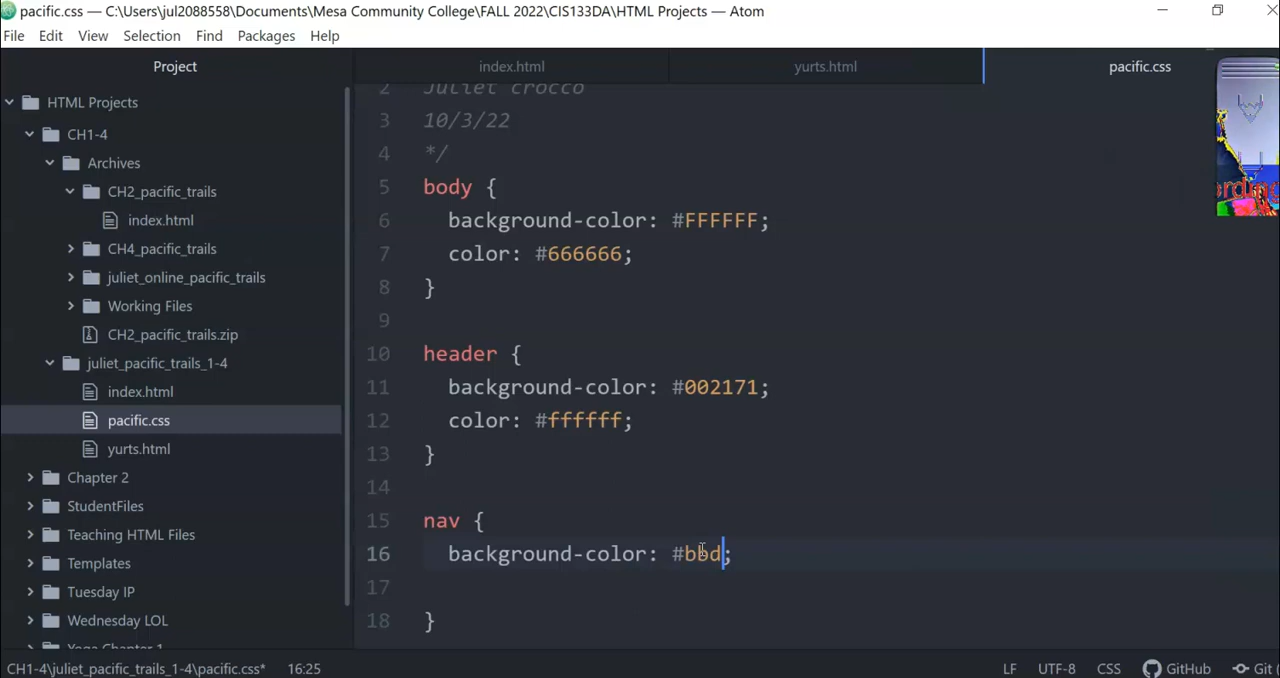 pacific.css — C:\Users\jul2088558\Documents\Mesa Community College\FALL 2022\CIS133DA\HTML Projects — Atom
File Edit View Selection Find Packages Help
Project
HTML Projects
CH1-4
Archives
CH2_pacific_trails
index.html
CH4_pacific_trails
juliet_online_pacific_trails
Working Files
CH2_pacific_trails.zip
juliet_pacific_trails_1-4
index.html
pacific.css
yurts.html
Chapter 2
StudentFiles
Teaching HTML Files
Templates
Tuesday IP
Wednesday LOL
Yoga Chapter 1
index.html yurts.html pacific.css
2 Juliet Crocco
3 10/3/22
4 */
5 body {
6 background-color: #FFFFFF;
7 color: #666666;
8 }
9
10 header {
11 background-color: #002171;
12 color: #ffffff;
13 }
14
15 nav {
16 background-color: #bbd;
17
18 }
CH1-4\juliet_pacific_trails_1-4\pacific.css* 16:25 LF UTF-8 CSS GitHub Git (